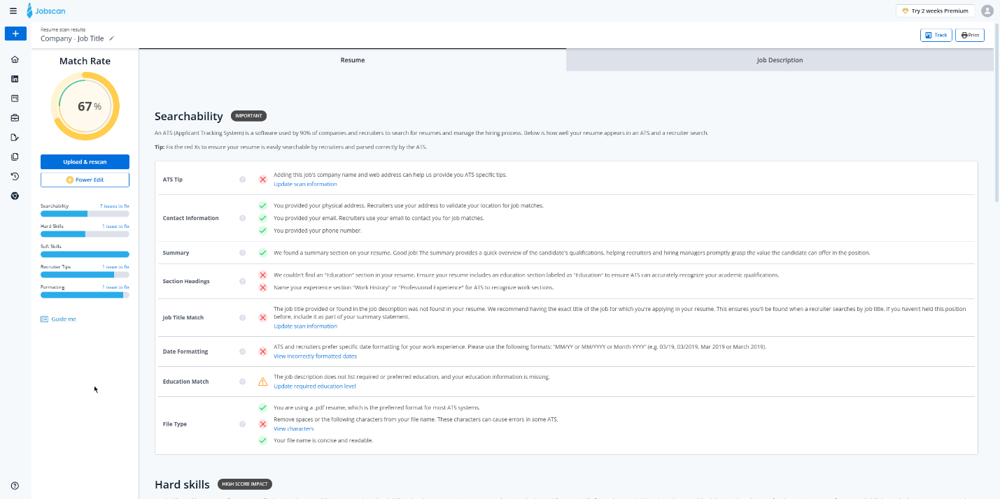 Jobscan
Try 2 weeks Premium
Resume scan results
Company - Job Title
Track
Print
Match Rate
67 %
Upload & rescan
Power Edit
Searchability
7 issues to fix
Hard Skills
1 issue to fix
Soft Skills
Recruiter Tips
1 issue to fix
Formatting
1 issue to fix
Guide me
Resume
Job Description
Searchability
IMPORTANT
An ATS (Applicant Tracking System) is a software used by 90% of companies and recruiters to search for resumes and manage the hiring process. Below is how well your resume appears in an ATS and a recruiter search.
Tip: Fix the red Xs to ensure your resume is easily searchable by recruiters and parsed correctly by the ATS.
ATS Tip
Adding this job's company name and web address can help us provide you ATS-specific tips.
Update scan information
Contact Information
You provided your physical address. Recruiters use your address to validate your location for job matches.
You provided your email. Recruiters use your email to contact you for job matches.
You provided your phone number.
Summary
We found a summary section on your resume. Good job! The summary provides a quick overview of the candidate's qualifications, helping recruiters and hiring managers promptly grasp the value the candidate can offer in the position.
Section Headings
We couldn't find an "Education" section in your resume. Ensure your resume includes an education section labeled as "Education" to ensure ATS can accurately recognize your academic qualifications.
Name your experience section "Work History" or "Professional Experience" for ATS to recognize work sections.
Job Title Match
The job title provided or found in the job description was not found in your resume. We recommend having the exact title of the job for which you're applying in your resume. This ensures you'll be found when a recruiter searches by job title. If you haven't held this position
before, include it as part of your summary statement.
Update scan information
Date Formatting
ATS and recruiters prefer specific date formatting for your work experience. Please use the following formats: "MM/YY or MM/YYYY or Month YYYY" (e.g. 03/19, 03/2019, Mar 2019 or March 2019).
View incorrectly formatted dates
Education Match
The job description does not list required or preferred education, and your education information is missing.
Update required education level
File Type
You are using a .pdf resume, which is the preferred format for most ATS systems.
Remove spaces or the following characters from your file name. These characters can cause errors in some ATS.
View characters
Your file name is concise and readable.
Hard skills
HIGH SCORE IMPACT